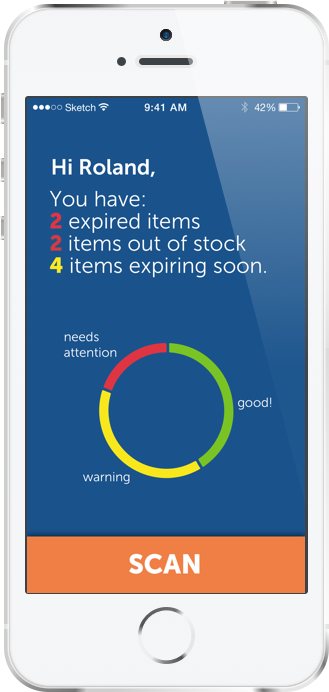 Sketch 9:41 AM 42%
Hi Roland,
You have:
2 expired items
2 items out of stock
4 items expiring soon.
needs
attention
good!
warning
SCAN